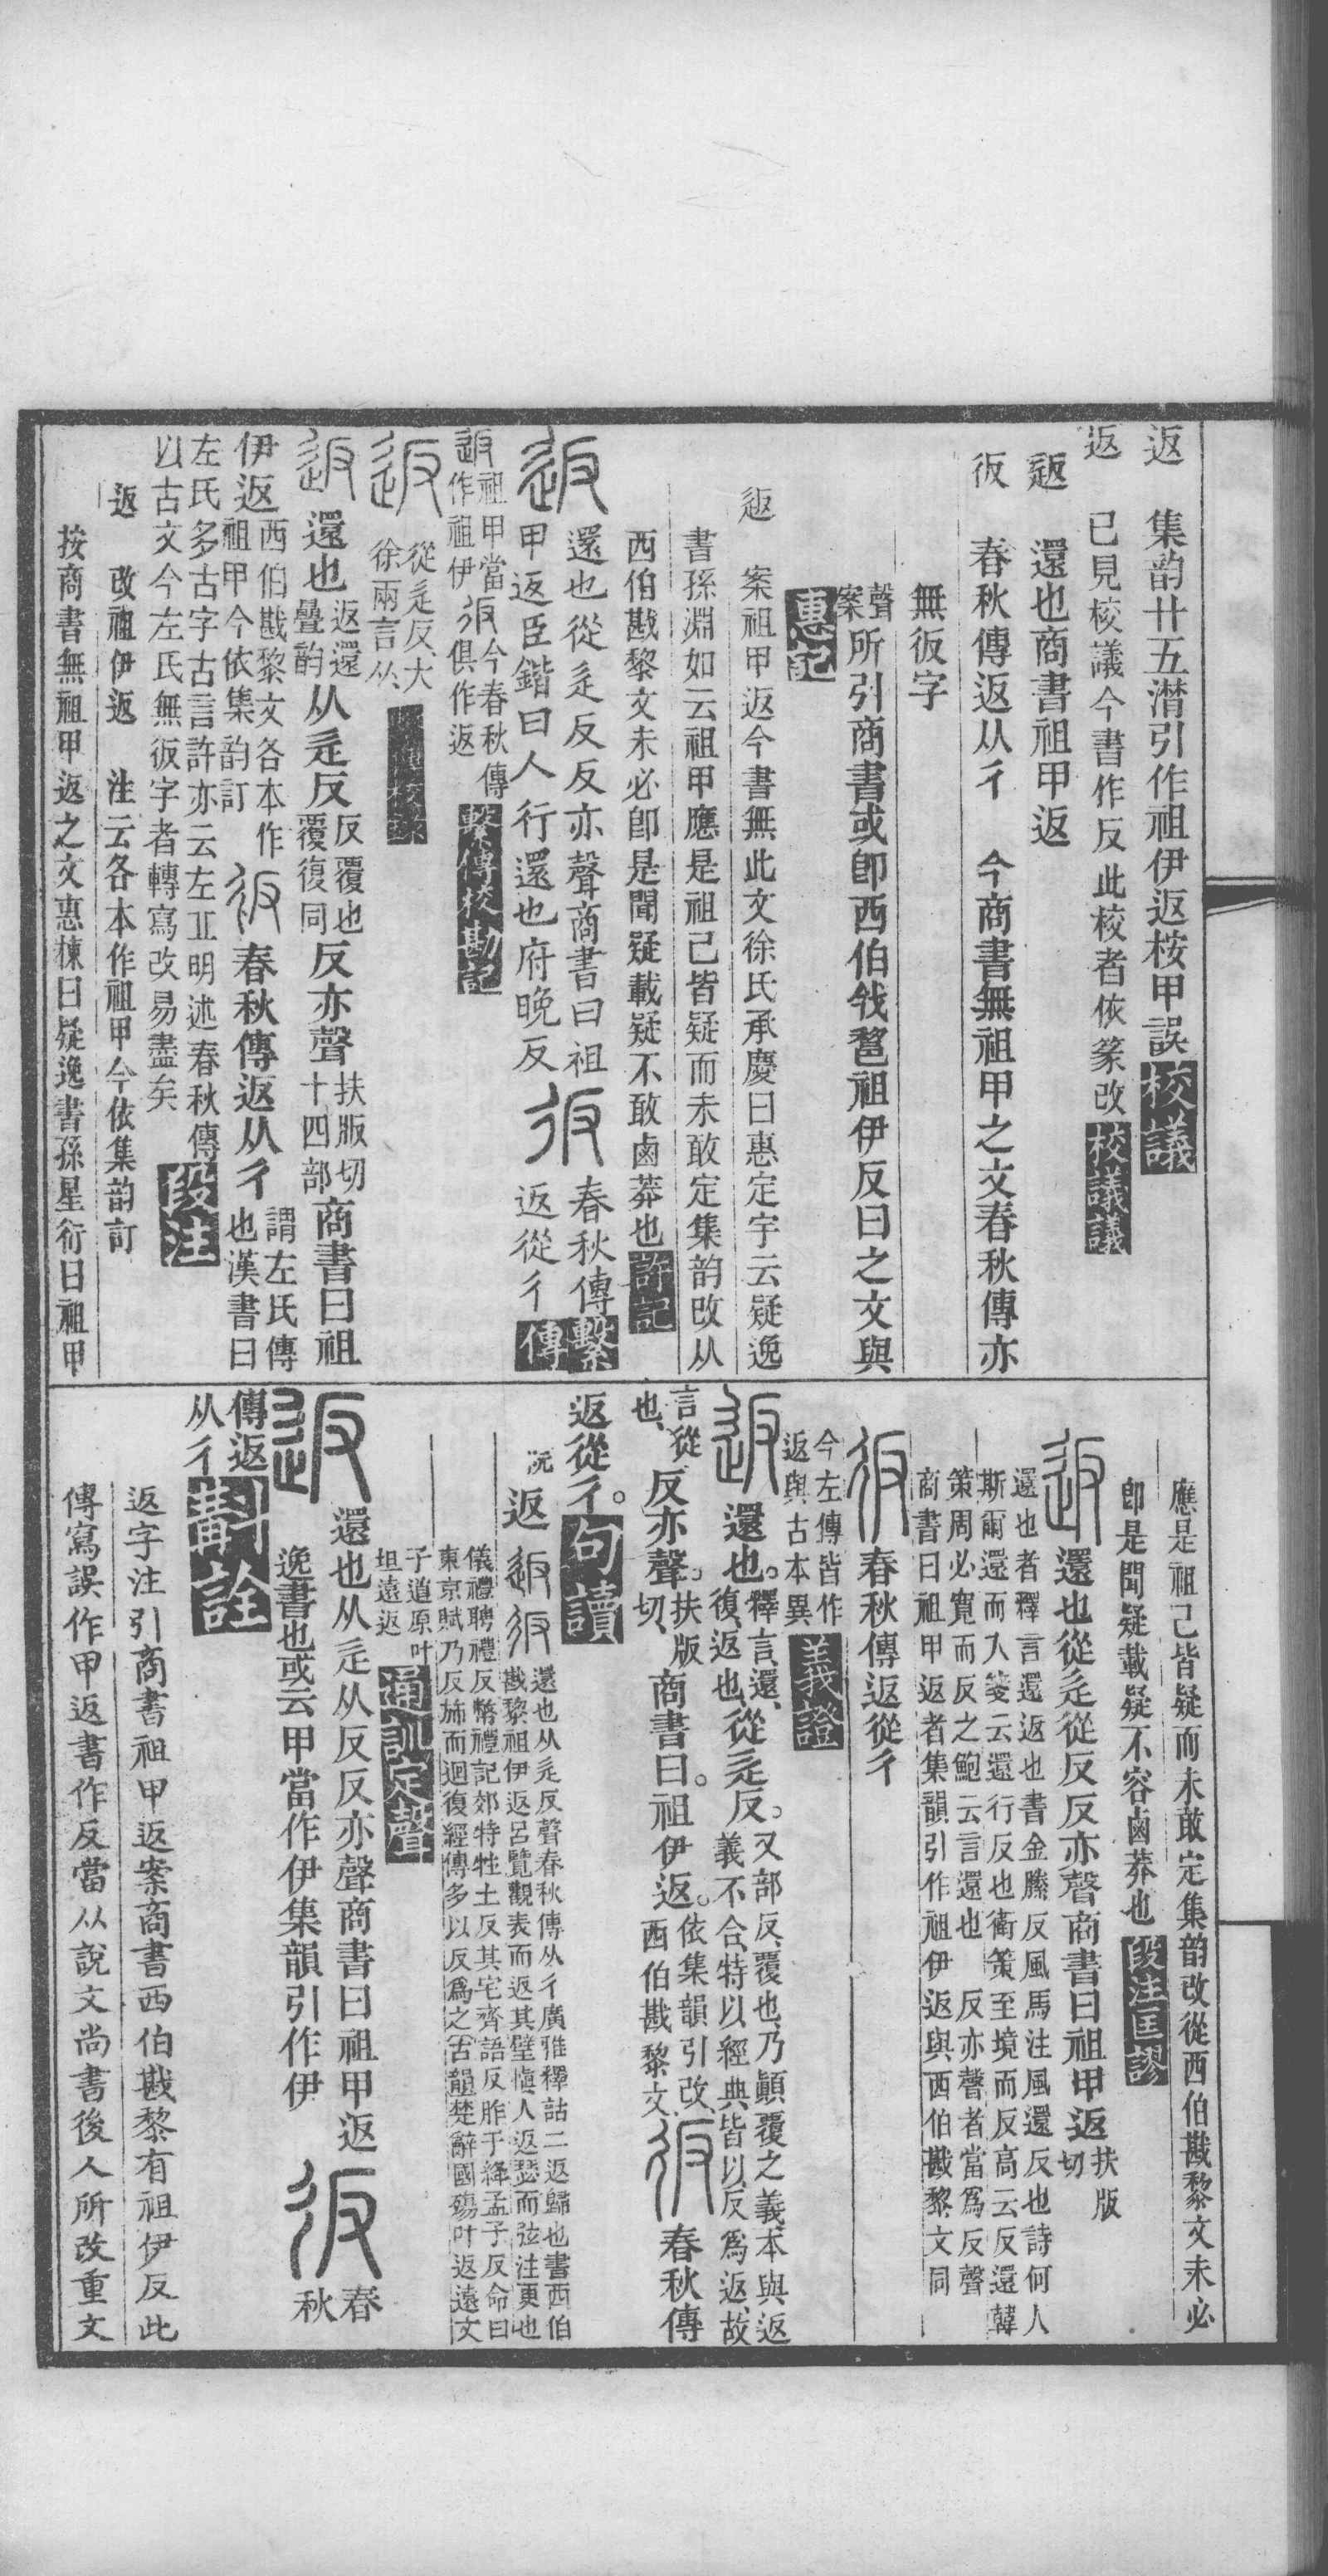 返　集韵廿五潸引作祖伊返桉甲誤校議
返　已見校議今書作反此校者依篆改校議議
返　還也商書祖甲返
彶　春秋傳返从彳　今商書無祖甲之文春秋傳亦
無彶字
聲案所引商書或卽西伯𢦟𨛫祖伊反曰之文與
惠記
返　案祖甲返今書無此文徐氏承慶曰惠定宇云疑逸
書孫淵如云祖甲應是祖己皆疑而未敢定集韵改从
西伯戡黎文未必卽是聞疑載疑不敢鹵莽也許記
返　還也從辵反反亦聲商書曰祖
甲返臣鍇曰人行還也府晚反
彶　春秋傳
返從彳繫傳
返祖甲當作祖伊彶今春秋傳俱作返繫傳校勘記
返從辵反大徐兩言从
返還也返還疊韵从辵反反覆也覆復同反亦聲扶版切十四部商書曰祖
伊返西伯戡黎文各本作祖甲今依集韵訂彶春秋傳返从彳謂左氏傳也漢書曰
左氏多古字古言許亦云左丘明述春秋傳
以古文今左氏無彶字者轉寫改易盡矣段注
返　改祖伊返　注云各本作祖甲今依集韵訂
按商書無祖甲返之文惠棟曰疑逸書孫星衍曰祖甲
應是祖己皆疑而未敢定集韵改從西伯戡黎文未必
卽是聞疑載疑不容鹵莽也段注匡謬
返還也從辵從反反亦聲商書曰祖甲返扶版切
還也者釋言還返也書金縢反風馬注風還反也詩何人
斯爾還而入箋云還行反也衛策至境而反高云反還韓
策周必寬而反之鮑云言還也　反亦聲者當爲反聲
商書曰祖甲返者集韻引作祖伊返與西伯戡黎文同
彶春秋傳返從彳
今左傳皆作返與古本異義證
返還也。釋言、還、復、返也、從辵反。又部反、覆也、乃顚覆之義、本與返義不合、特以經典皆以反爲返、故
言從也、反亦聲。扶版切、商書曰。祖伊返。依集韻引改、西伯戡黎文、彶春秋傳
返從彳。句讀
阮返返彶還也从辵反聲春秋傳从彳廣雅釋詁二返歸也書西伯
戡黎祖伊返呂覽觀表而返其璧愼人返瑟而弦注更也
儀禮聘禮反幣禮記郊特牲土反其宅齊語反胙于絳孟子反命曰
東京賦乃反斾而迴復經傳多以反爲之古韻楚辭國殤叶返遠文
子道原叶坦遠返通訓定聲
返還也从辵从反反亦聲商書曰祖甲返
逸書也或云甲當作伊集韻引作伊
彶春秋
傳返从彳斠詮
返字注引商書祖甲返案商書西伯戡黎有祖伊反此
傳寫誤作甲返書作反當从說文尚書後人所改重文